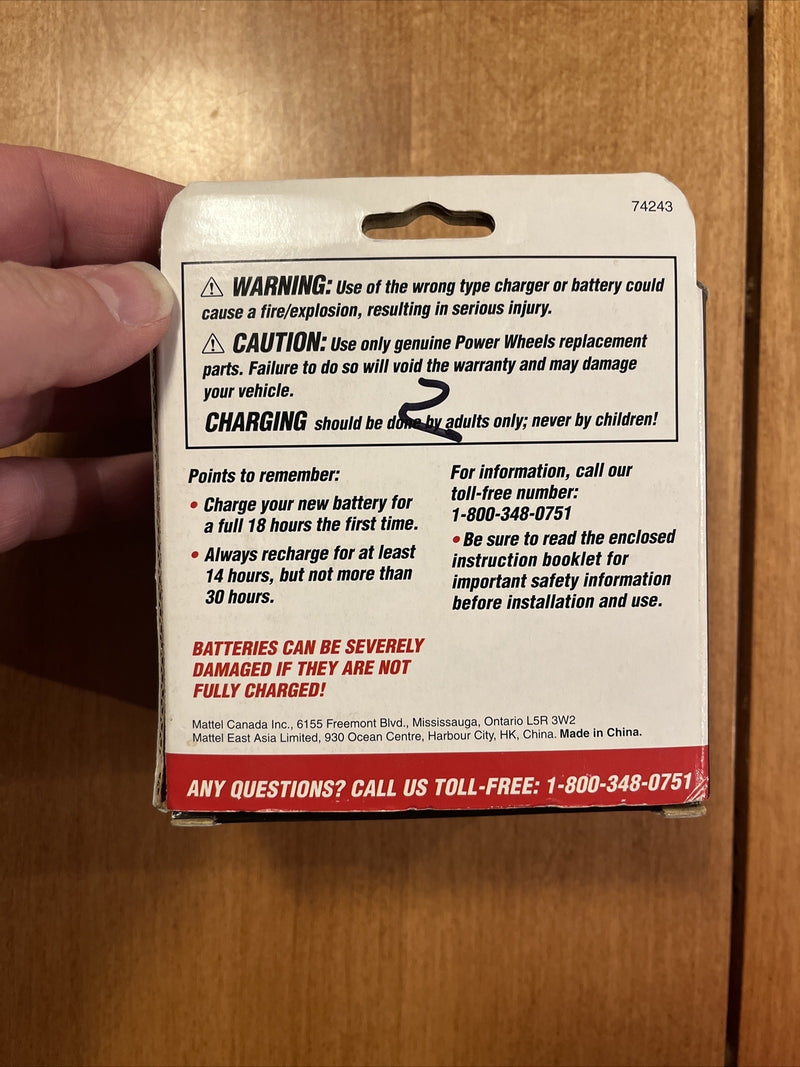 74243
⚠ WARNING: Use of the wrong type charger or battery could
cause a fire/explosion, resulting in serious injury.
⚠ CAUTION: Use only genuine Power Wheels replacement
parts. Failure to do so will void the warranty and may damage
your vehicle.
2
CHARGING should be done by adults only; never by children!
Points to remember:
• Charge your new battery for
a full 18 hours the first time.
• Always recharge for at least
14 hours, but not more than
30 hours.
BATTERIES CAN BE SEVERELY
DAMAGED IF THEY ARE NOT
FULLY CHARGED!
For information, call our
toll-free number:
1-800-348-0751
• Be sure to read the enclosed
instruction booklet for
important safety information
before installation and use.
Mattel Canada Inc., 6155 Freemont Blvd., Mississauga, Ontario L5R 3W2
Mattel East Asia Limited, 930 Ocean Centre, Harbour City, HK, China. Made in China.
ANY QUESTIONS? CALL US TOLL-FREE: 1-800-348-0751